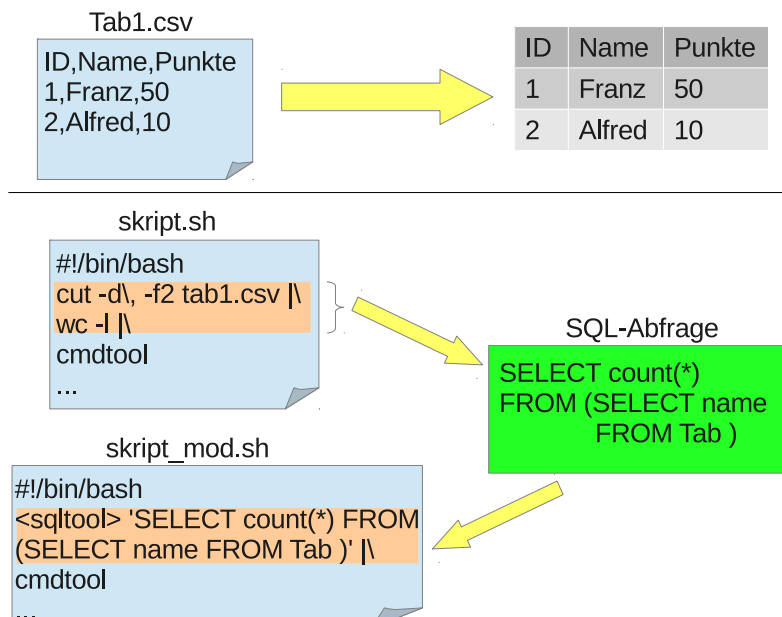 Tab1.csv
ID,Name,Punkte
1,Franz,50
2,Alfred,10
ID Name Punkte
1 Franz 50
2 Alfred 10
skript.sh
#!/bin/bash
cut -d\, -f2 tab1.csv |\
wc -l |\
cmdtool
...
SQL-Abfrage
SELECT count(*)
FROM (SELECT name
FROM Tab )
skript_mod.sh
#!/bin/bash
<sqltool> 'SELECT count(*) FROM
(SELECT name FROM Tab )' |\
cmdtool
...